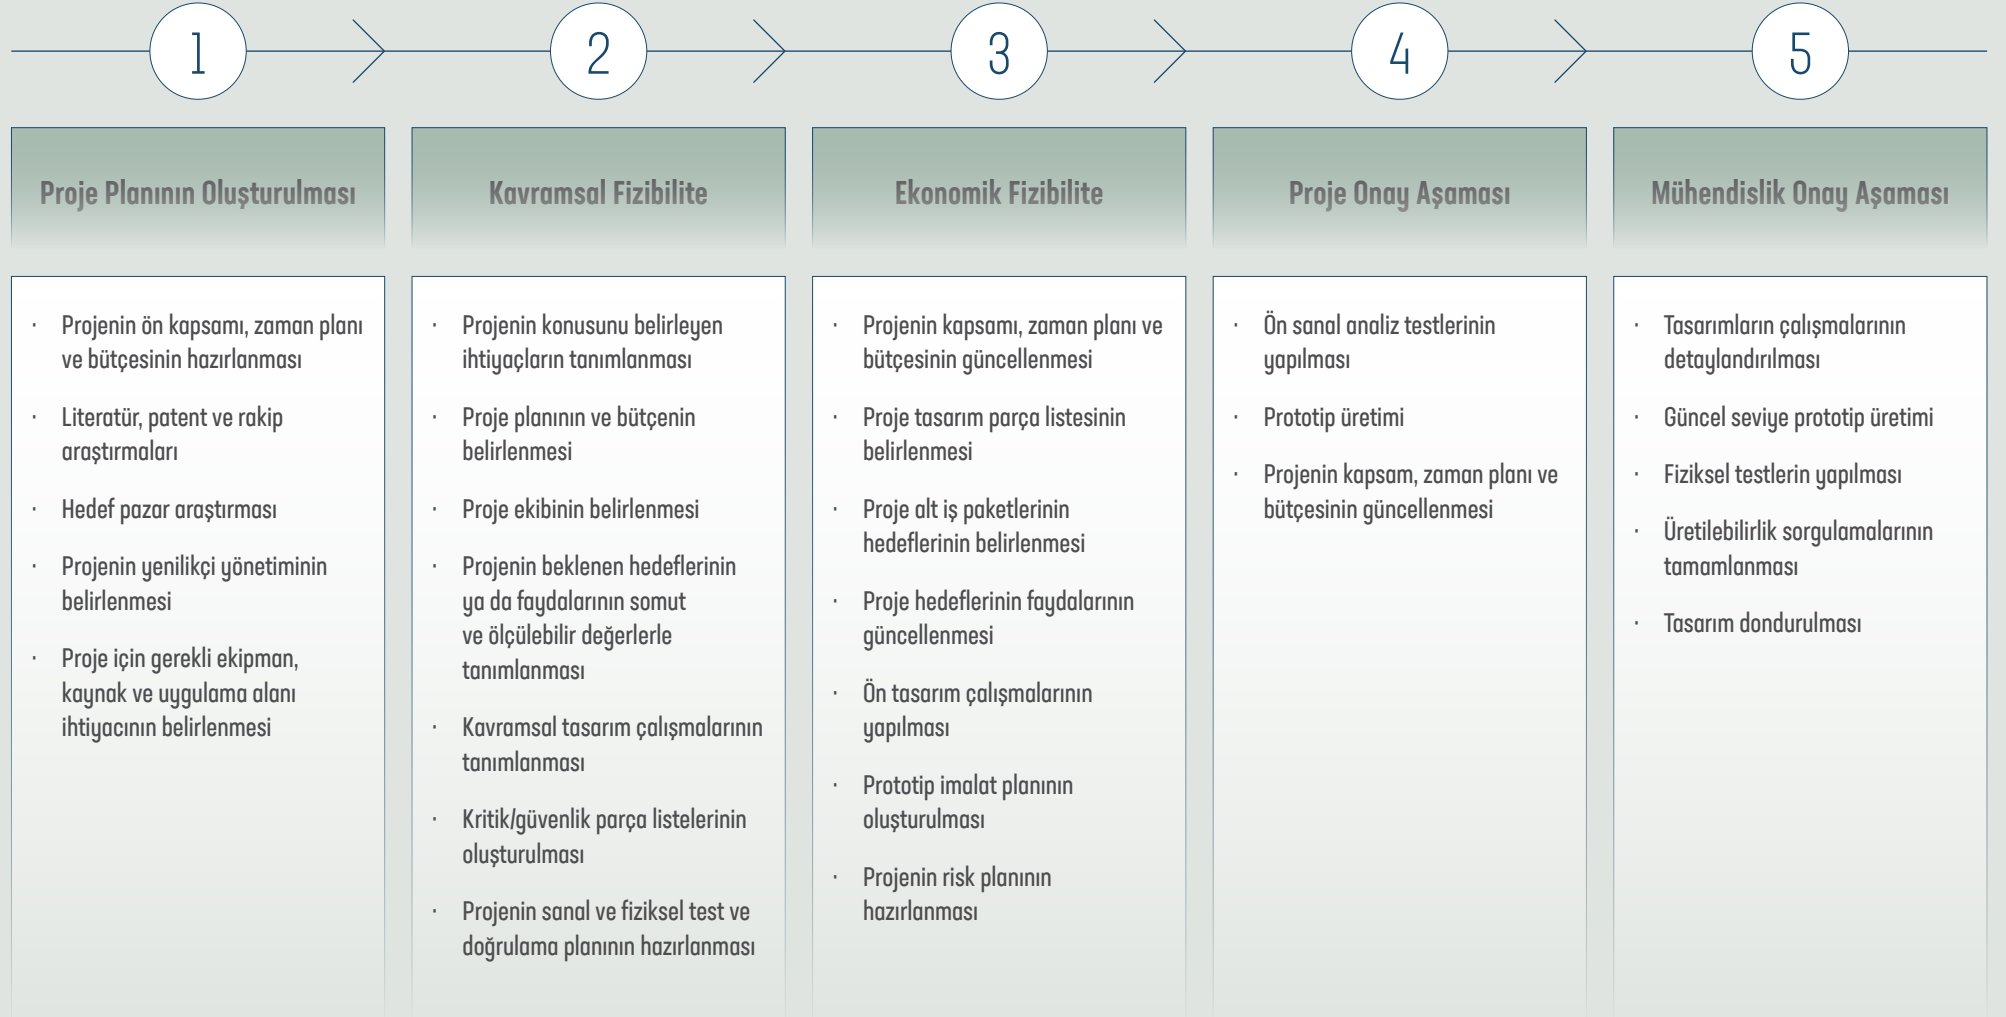 1
2
3
4
5
Proje Planının Oluşturulması
Kavramsal Fizibilite
Ekonomik Fizibilite
Proje Onay Aşaması
Mühendislik Onay Aşaması
· Projenin ön kapsamı, zaman planı
ve bütçesinin hazırlanması
· Literatür, patent ve rakip
araştırmaları
· Hedef pazar araştırması
· Projenin yenilikçi yönetiminin
belirlenmesi
· Proje için gerekli ekipman,
kaynak ve uygulama alanı
ihtiyacının belirlenmesi
· Projenin konusunu belirleyen
ihtiyaçların tanımlanması
· Proje planının ve bütçenin
belirlenmesi
· Proje ekibinin belirlenmesi
· Projenin beklenen hedeflerinin
ya da faydalarının somut
ve ölçülebilir değerlerle
tanımlanması
· Kavramsal tasarım çalışmalarının
tanımlanması
· Kritik/güvenlik parça listelerinin
oluşturulması
· Projenin sanal ve fiziksel test ve
doğrulama planının hazırlanması
· Projenin kapsamı, zaman planı ve
bütçesinin güncellenmesi
· Proje tasarım parça listesinin
belirlenmesi
· Proje alt iş paketlerinin
hedeflerinin belirlenmesi
· Proje hedeflerinin faydalarının
güncellenmesi
· Ön tasarım çalışmalarının
yapılması
· Prototip imalat planının
oluşturulması
· Projenin risk planının
hazırlanması
· Ön sanal analiz testlerinin
yapılması
· Prototip üretimi
· Projenin kapsam, zaman planı ve
bütçesinin güncellenmesi
· Tasarımların çalışmalarının
detaylandırılması
· Güncel seviye prototip üretimi
· Fiziksel testlerin yapılması
· Üretilebilirlik sorgulamalarının
tamamlanması
· Tasarım dondurulması